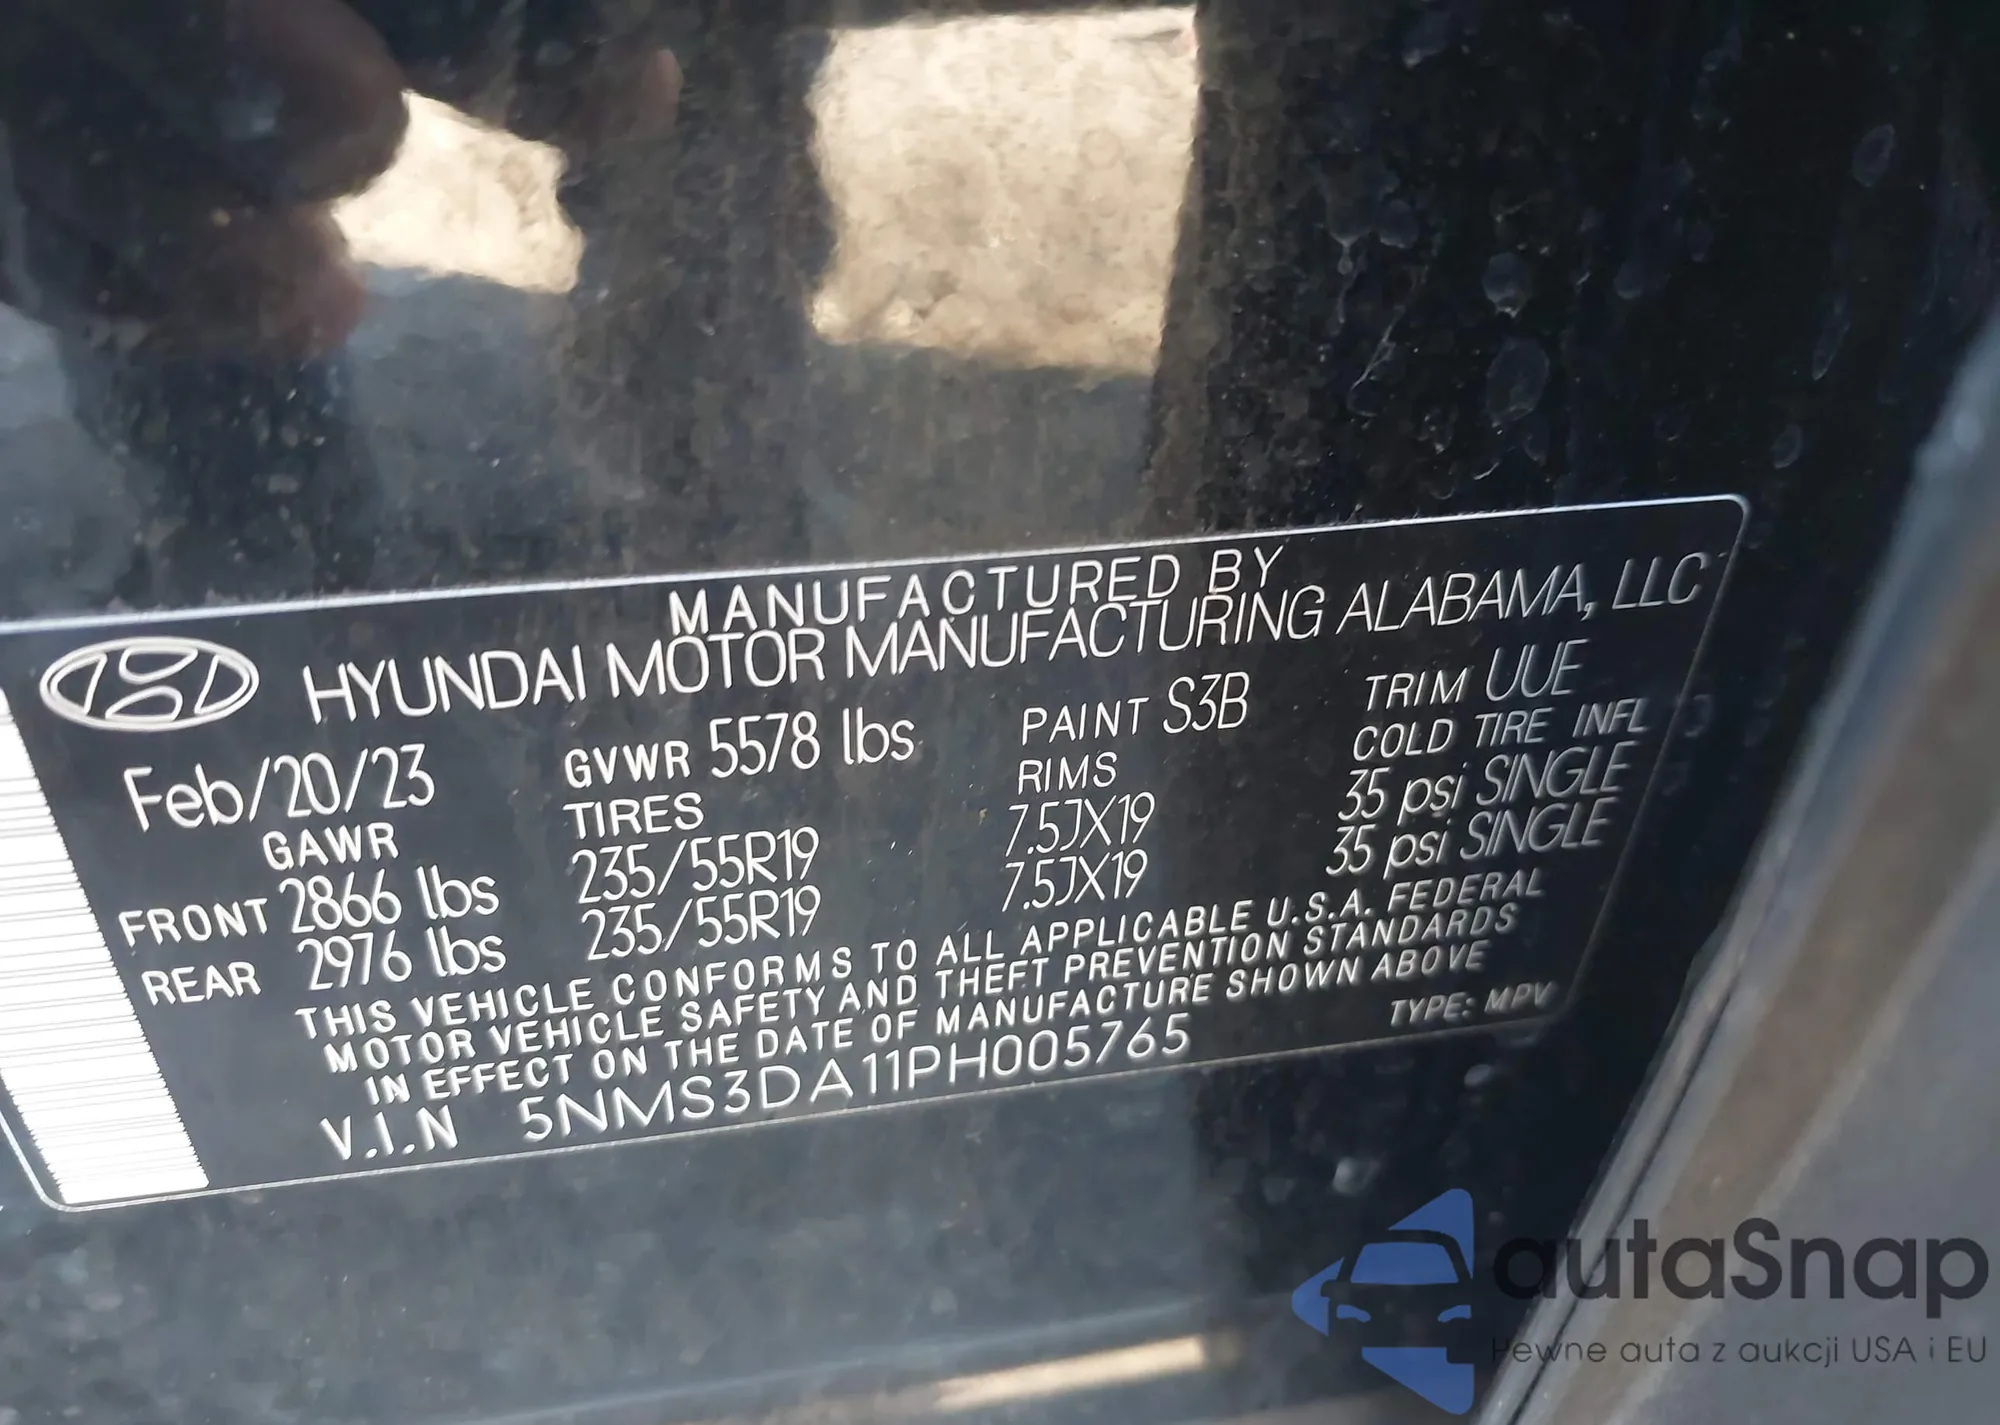 MANUFACTURED BY
HYUNDAI MOTOR MANUFACTURING ALABAMA, LLC
Feb/20/23 GVWR 5578 lbs PAINT S3B TRIM UUE
GAWR TIRES RIMS COLD TIRE INFL
FRONT 2866 lbs 235/55R19 7.5JX19 35 psi SINGLE
REAR 2976 lbs 235/55R19 7.5JX19 35 psi SINGLE
THIS VEHICLE CONFORMS TO ALL APPLICABLE U.S.A. FEDERAL
MOTOR VEHICLE SAFETY AND THEFT PREVENTION STANDARDS
IN EFFECT ON THE DATE OF MANUFACTURE SHOWN ABOVE
V.I.N 5NMS3DA11PH005765 TYPE: MPV
autaSnap
Pewne auta z aukcji USA i EU